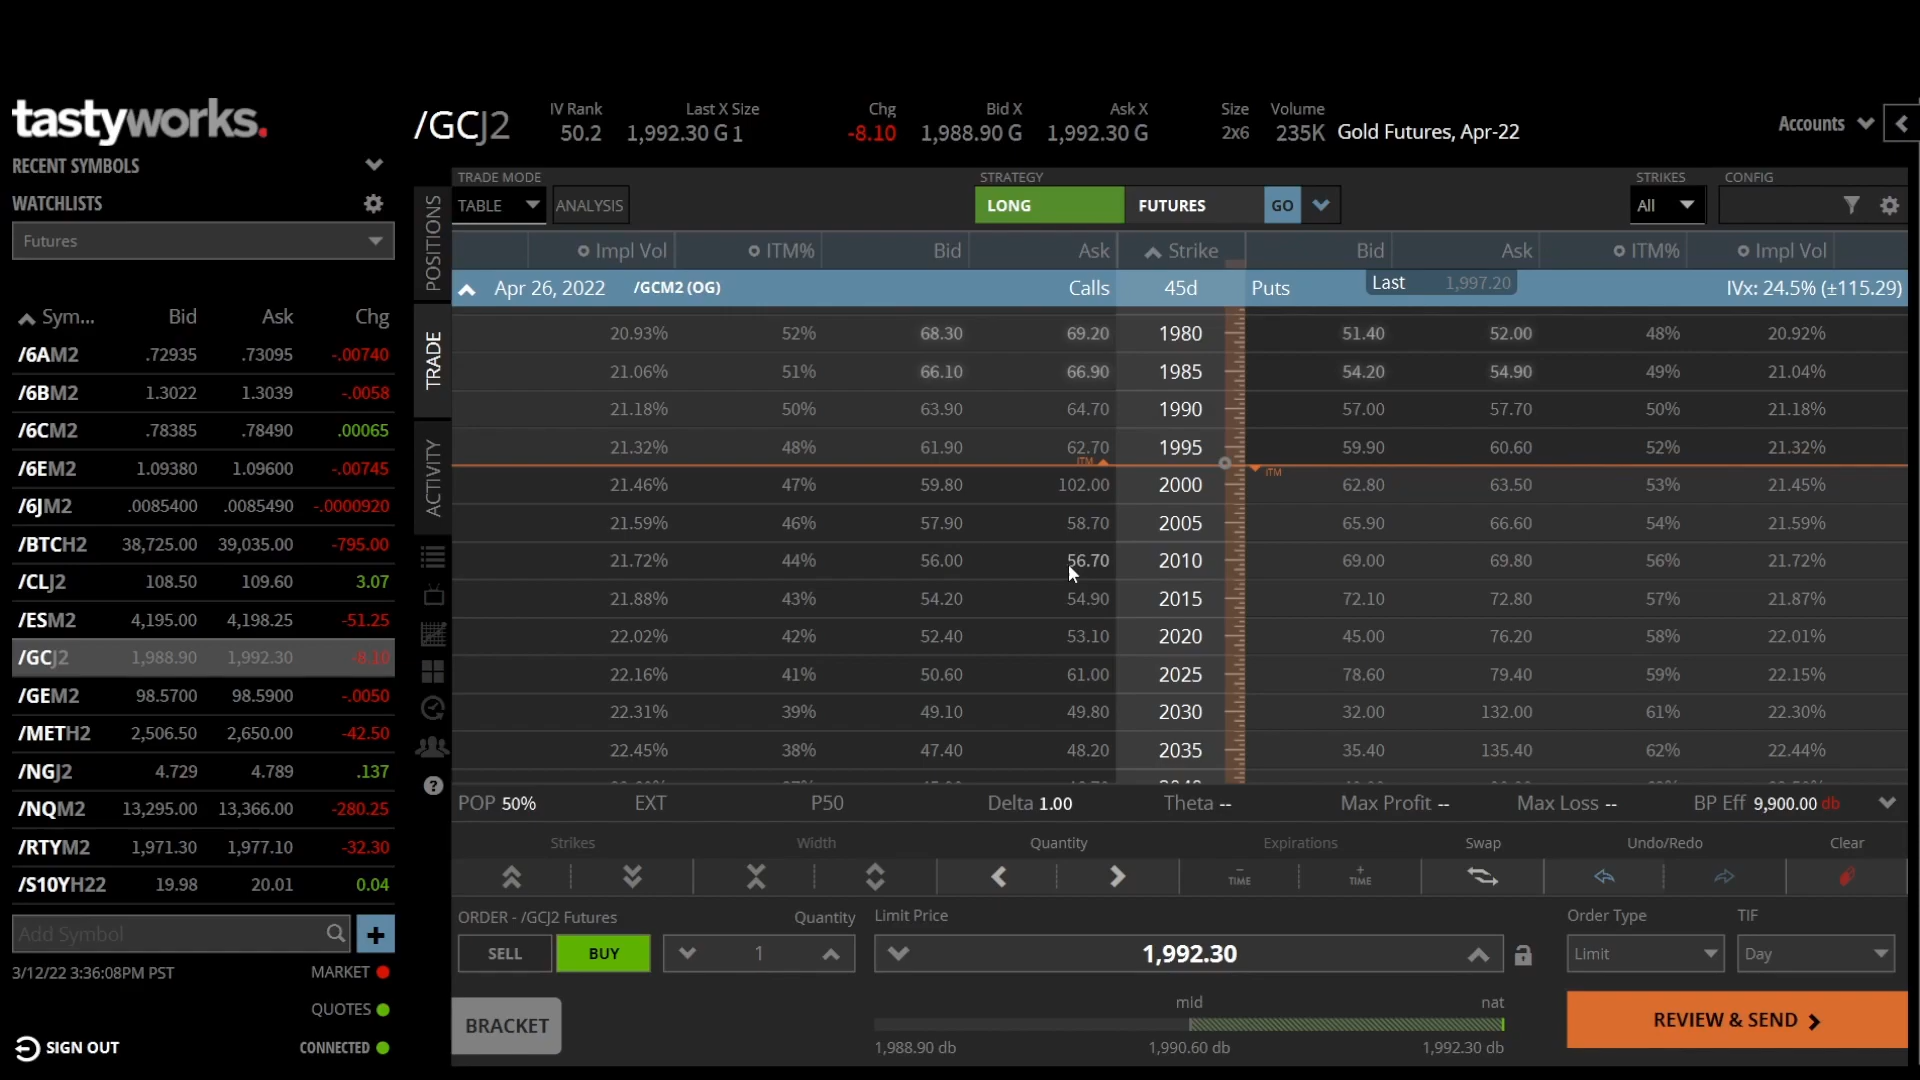 tastyworks.
RECENT SYMBOLS
WATCHLISTS
Futures
Sym... Bid Ask Chg
/6AM2 .72935 .73095 -.00740
/6BM2 1.3022 1.3039 -.0058
/6CM2 .78385 .78490 .00065
/6EM2 1.09380 1.09600 -.00745
/6JM2 .0085400 .0085490 -.0000920
/BTCH2 38,725.00 39,035.00 -795.00
/CLJ2 108.50 109.60 3.07
/ESM2 4,195.00 4,198.25 -51.25
/GCJ2 1,988.90 1,992.30 -8.10
/GEM2 98.5700 98.5900 -.0050
/METH2 2,506.50 2,650.00 -42.50
/NGJ2 4.729 4.789 .137
/NQM2 13,295.00 13,366.00 -280.25
/RTYM2 1,971.30 1,977.10 -32.30
/S10YH22 19.98 20.01 0.04
Add Symbol
3/12/22 3:36:08PM PST MARKET
QUOTES
SIGN OUT CONNECTED
/GCJ2
IV Rank Last X Size Chg Bid X Ask X Size Volume
50.2 1,992.30 G 1 -8.10 1,988.90 G 1,992.30 G 2x6 235K Gold Futures, Apr-22
Accounts
POSITIONS
TRADE
ACTIVITY
TRADE MODE STRATEGY STRIKES CONFIG
TABLE ANALYSIS LONG FUTURES GO All
Impl Vol ITM% Bid Ask Strike Bid Ask ITM% Impl Vol
Apr 26, 2022 /GCM2 (OG) Calls 45d Puts Last 1,997.20 IVx: 24.5% (±115.29)
20.93% 52% 68.30 69.20 1980 51.40 52.00 48% 20.92%
21.06% 51% 66.10 66.90 1985 54.20 54.90 49% 21.04%
21.18% 50% 63.90 64.70 1990 57.00 57.70 50% 21.18%
21.32% 48% 61.90 62.70 1995 59.90 60.60 52% 21.32%
ITM ITM
21.46% 47% 59.80 102.00 2000 62.80 63.50 53% 21.45%
21.59% 46% 57.90 58.70 2005 65.90 66.60 54% 21.59%
21.72% 44% 56.00 56.70 2010 69.00 69.80 56% 21.72%
21.88% 43% 54.20 54.90 2015 72.10 72.80 57% 21.87%
22.02% 42% 52.40 53.10 2020 45.00 76.20 58% 22.01%
22.16% 41% 50.60 61.00 2025 78.60 79.40 59% 22.15%
22.31% 39% 49.10 49.80 2030 32.00 132.00 61% 22.30%
22.45% 38% 47.40 48.20 2035 35.40 135.40 62% 22.44%
POP 50% EXT P50 Delta 1.00 Theta -- Max Profit -- Max Loss -- BP Eff 9,900.00 db
Strikes Width Quantity Expirations Swap Undo/Redo Clear
TIME TIME
ORDER - /GCJ2 Futures Quantity Limit Price Order Type TIF
SELL BUY 1 1,992.30 Limit Day
BRACKET
mid nat
1,988.90 db 1,990.60 db 1,992.30 db
REVIEW & SEND